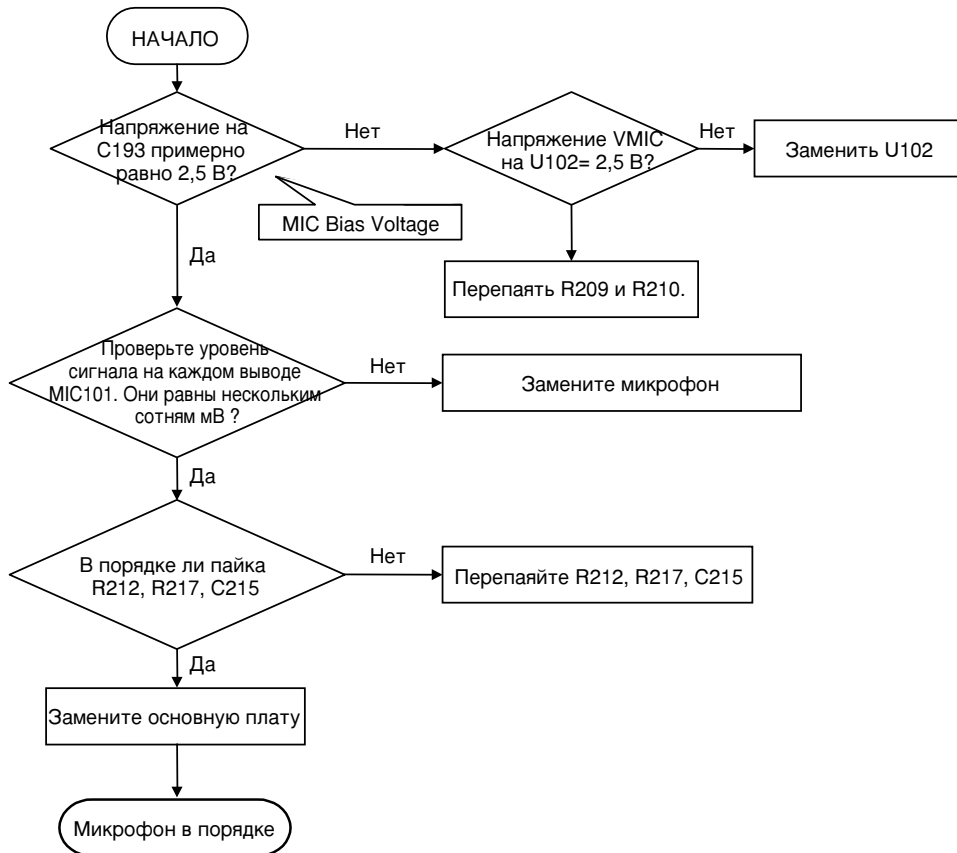 НАЧАЛО
Напряжение на
C193 примерно
равно 2,5 В?
Нет
Напряжение VMIC
на U102= 2,5 В?
Нет
Заменить U102
MIC Bias Voltage
Да
Перепаять R209 и R210.
Проверьте уровень
сигнала на каждом выводе
MIC101. Они равны нескольким
сотням мВ ?
Нет
Замените микрофон
Да
В порядке ли пайка
R212, R217, C215
Нет
Перепаяйте R212, R217, C215
Да
Замените основную плату
Микрофон в порядке